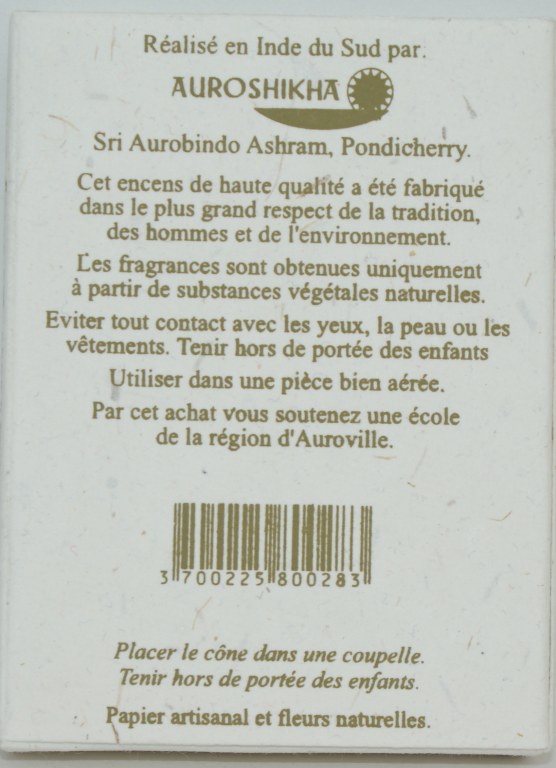 Réalisé en Inde du Sud par.
AUROSHIKHA
Sri Aurobindo Ashram, Pondicherry.
Cet encens de haute qualité a été fabriqué
dans le plus grand respect de la tradition,
des hommes et de l'environnement.
Les fragrances sont obtenues uniquement
à partir de substances végétales naturelles.
Eviter tout contact avec les yeux, la peau ou les
vêtements. Tenir hors de portée des enfants
Utiliser dans une pièce bien aérée.
Par cet achat vous soutenez une école
de la région d'Auroville.
3 700225 800283
Placer le cône dans une coupelle.
Tenir hors de portée des enfants.
Papier artisanal et fleurs naturelles.